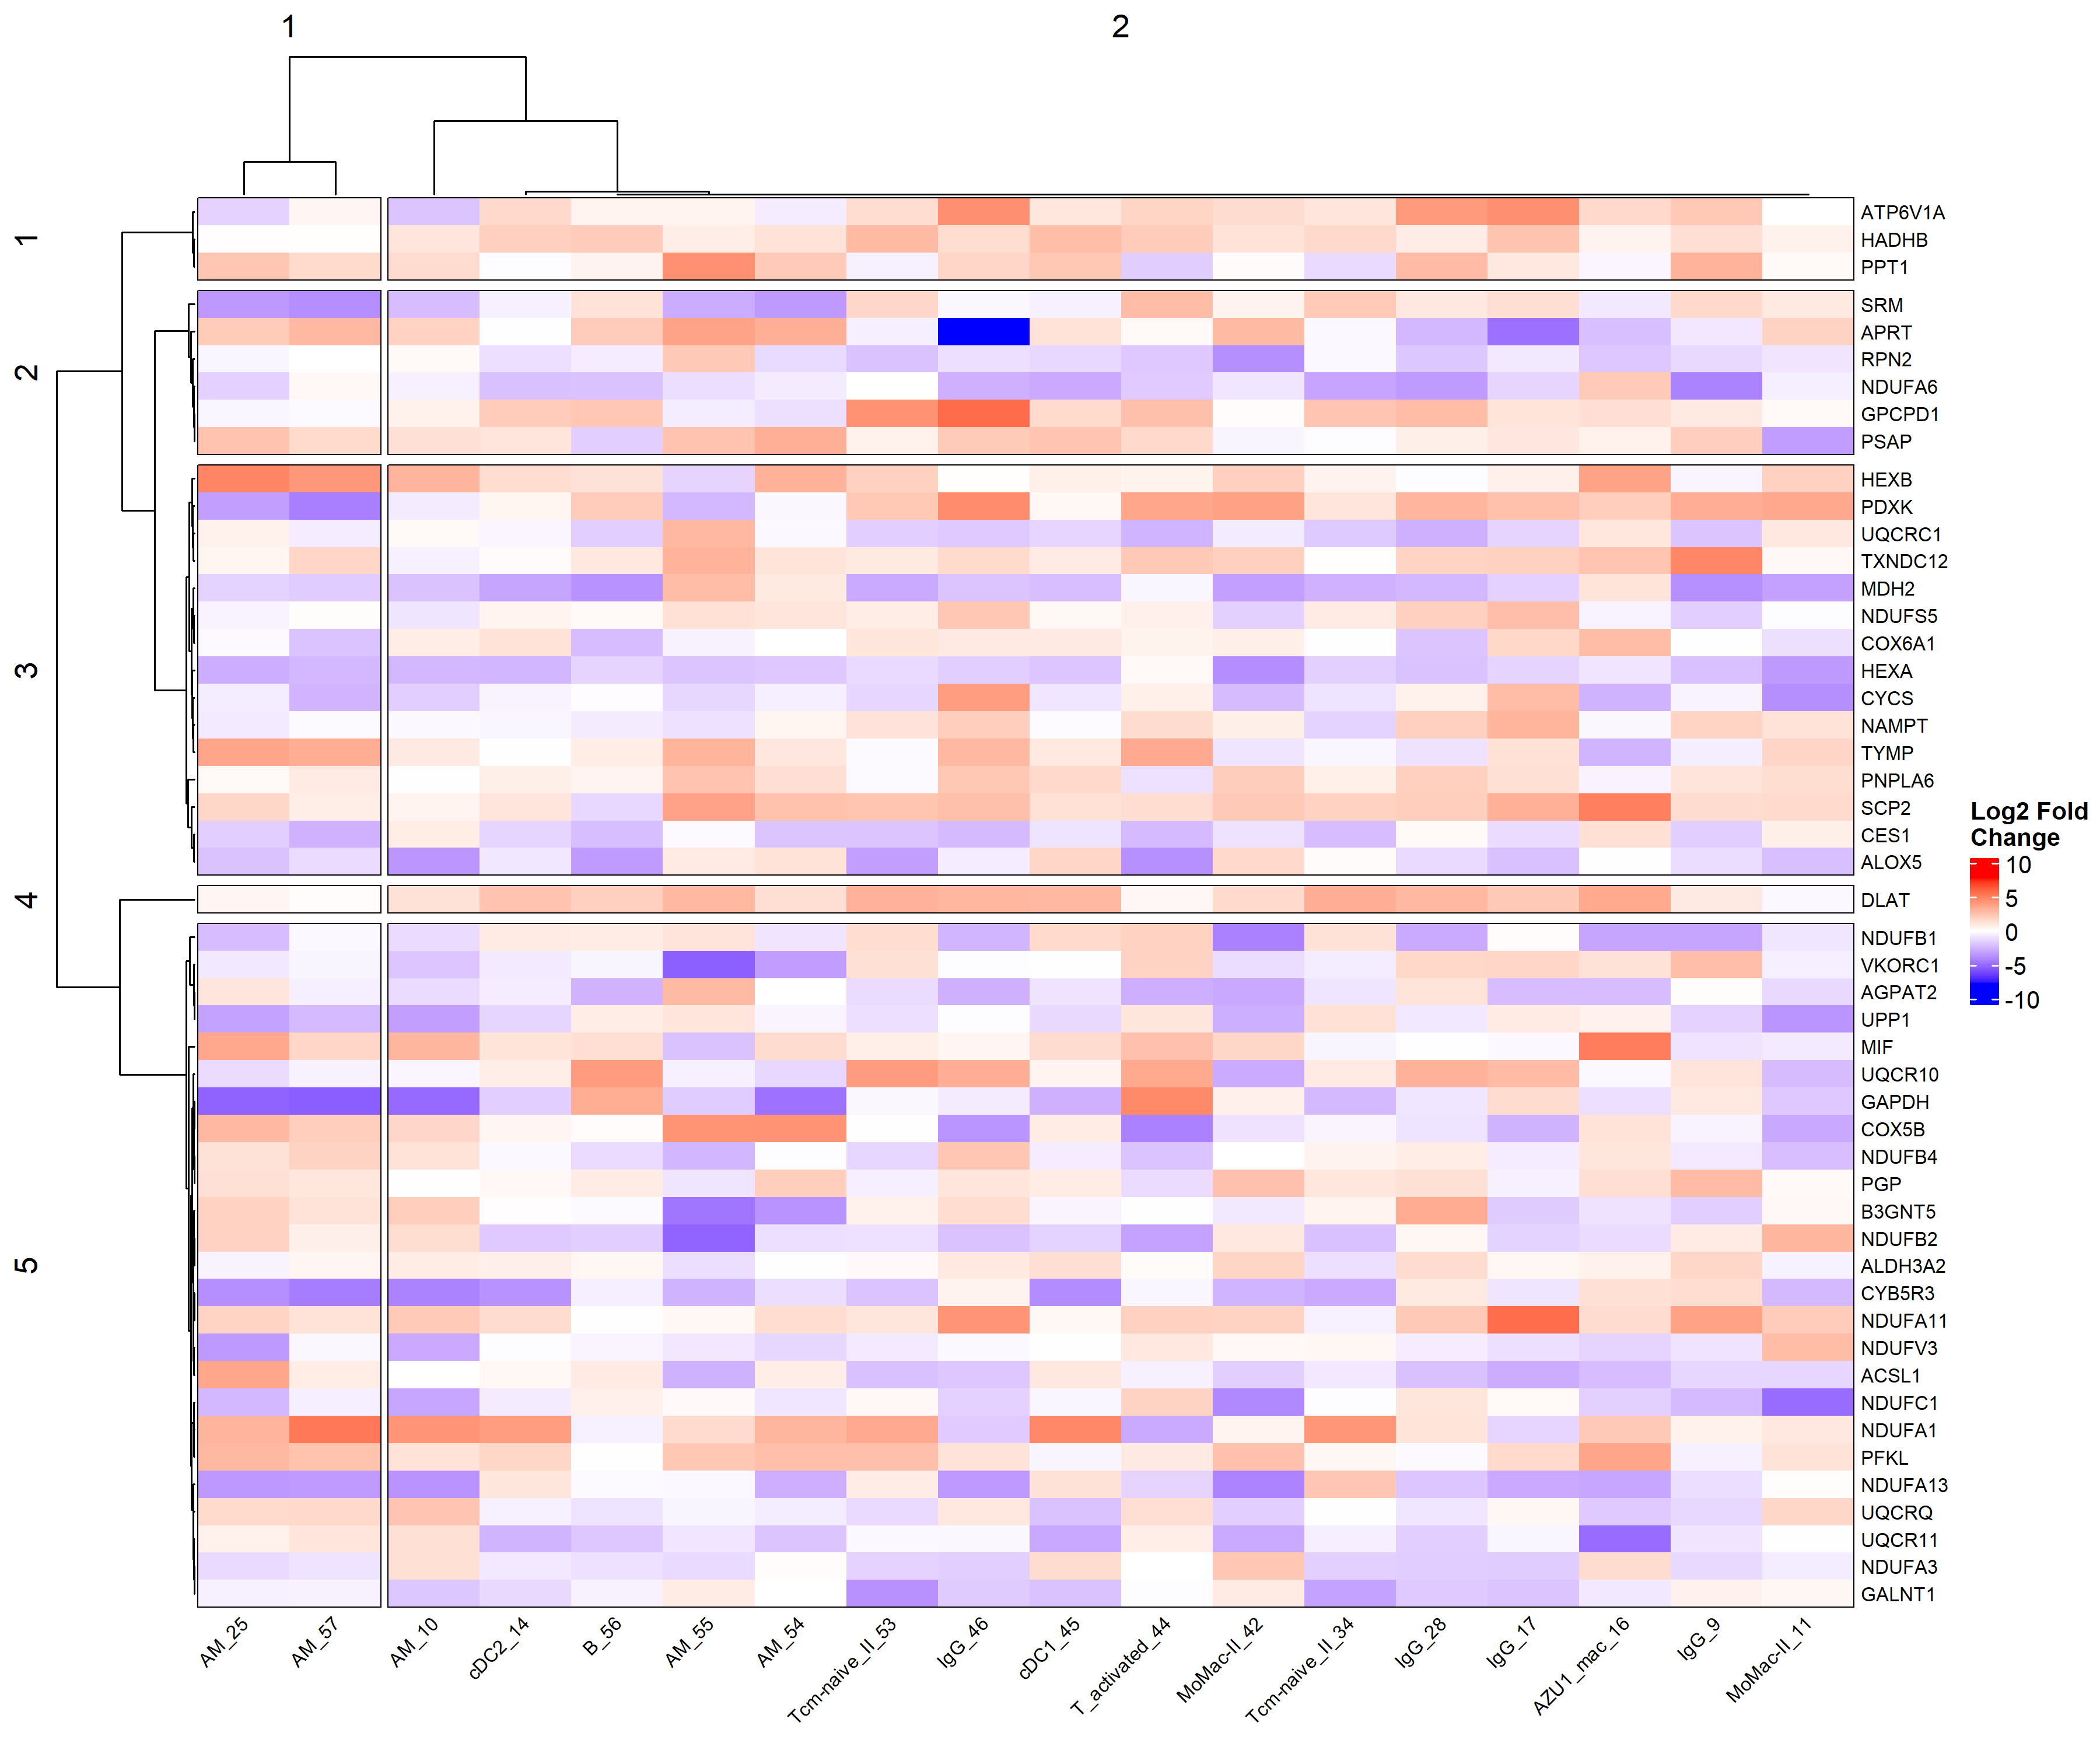 1
2
1
2
3
4
5
ATP6V1A
HADHB
PPT1
SRM
APRT
RPN2
NDUFA6
GPCPD1
PSAP
HEXB
PDXK
UQCRC1
TXNDC12
MDH2
NDUFS5
COX6A1
HEXA
CYCS
NAMPT
TYMP
PNPLA6
SCP2
CES1
ALOX5
DLAT
NDUFB1
VKORC1
AGPAT2
UPP1
MIF
UQCR10
GAPDH
COX5B
NDUFB4
PGP
B3GNT5
NDUFB2
ALDH3A2
CYB5R3
NDUFA11
NDUFV3
ACSL1
NDUFC1
NDUFA1
PFKL
NDUFA13
UQCRQ
UQCR11
NDUFA3
GALNT1
AM_25
AM_57
AM_10
cDC2_14
B_56
AM_55
AM_54
Tcm-naive_II_53
IgG_46
cDC1_45
T_activated_44
MoMac-II_42
Tcm-naive_II_34
IgG_28
IgG_17
AZU1_mac_16
IgG_9
MoMac-II_11
Log2 Fold
Change
10
5
0
-5
-10